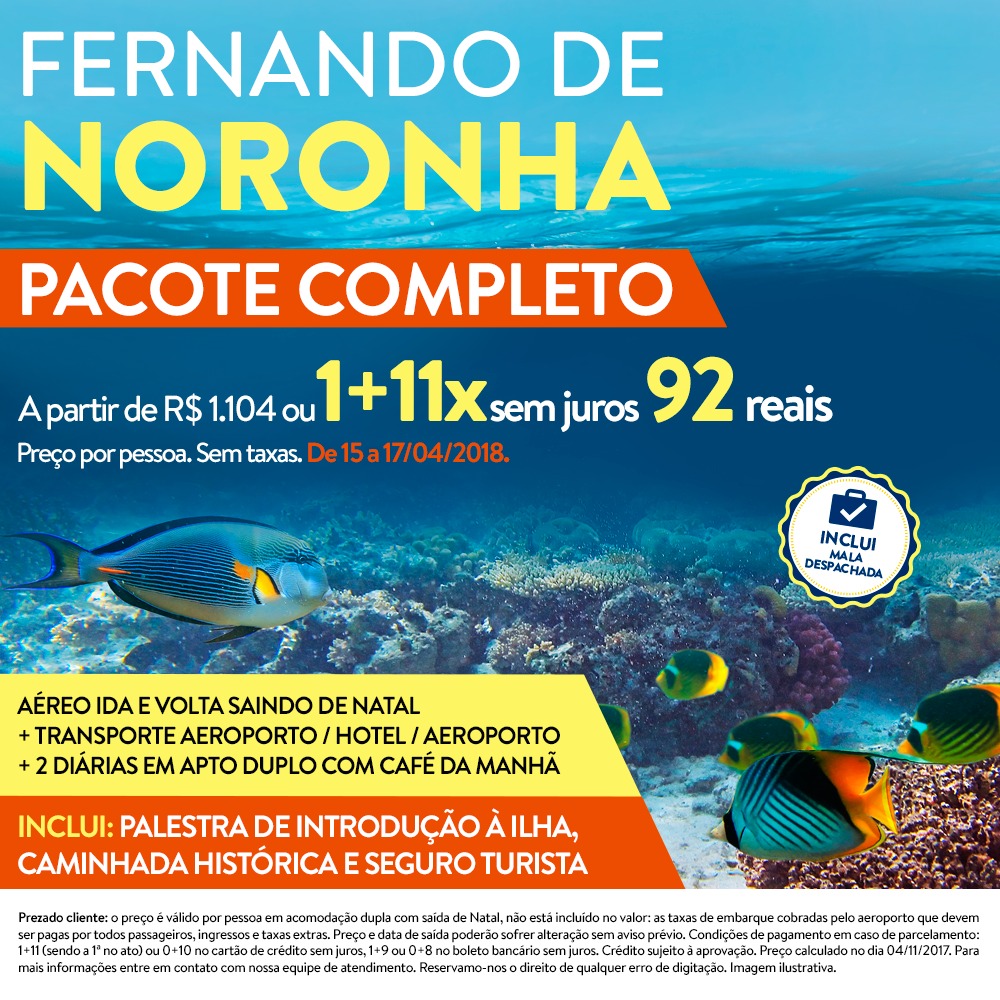 FERNANDO DE
NORONHA
PACOTE COMPLETO
A partir de R$ 1.104 ou 1+11x sem juros 92 reais
Preço por pessoa. Sem taxas. De 15 a 17/04/2018.
INCLUI
MALA
DESPACHADA
AÉREO IDA E VOLTA SAINDO DE NATAL
+ TRANSPORTE AEROPORTO / HOTEL / AEROPORTO
+ 2 DIÁRIAS EM APTO DUPLO COM CAFÉ DA MANHÃ
INCLUI: PALESTRA DE INTRODUÇÃO À ILHA,
CAMINHADA HISTÓRICA E SEGURO TURISTA
Prezado cliente: o preço é válido por pessoa em acomodação dupla com saída de Natal, não está incluído no valor: as taxas de embarque cobradas pelo aeroporto que devem
ser pagas por todos passageiros, ingressos e taxas extras. Preço e data de saída poderão sofrer alteração sem aviso prévio. Condições de pagamento em caso de parcelamento:
1+11 (sendo a 1ª no ato) ou 0+10 no cartão de crédito sem juros, 1+9 ou 0+8 no boleto bancário sem juros. Crédito sujeito à aprovação. Preço calculado no dia 04/11/2017. Para
mais informações entre em contato com nossa equipe de atendimento. Reservamo-nos o direito de qualquer erro de digitação. Imagem ilustrativa.